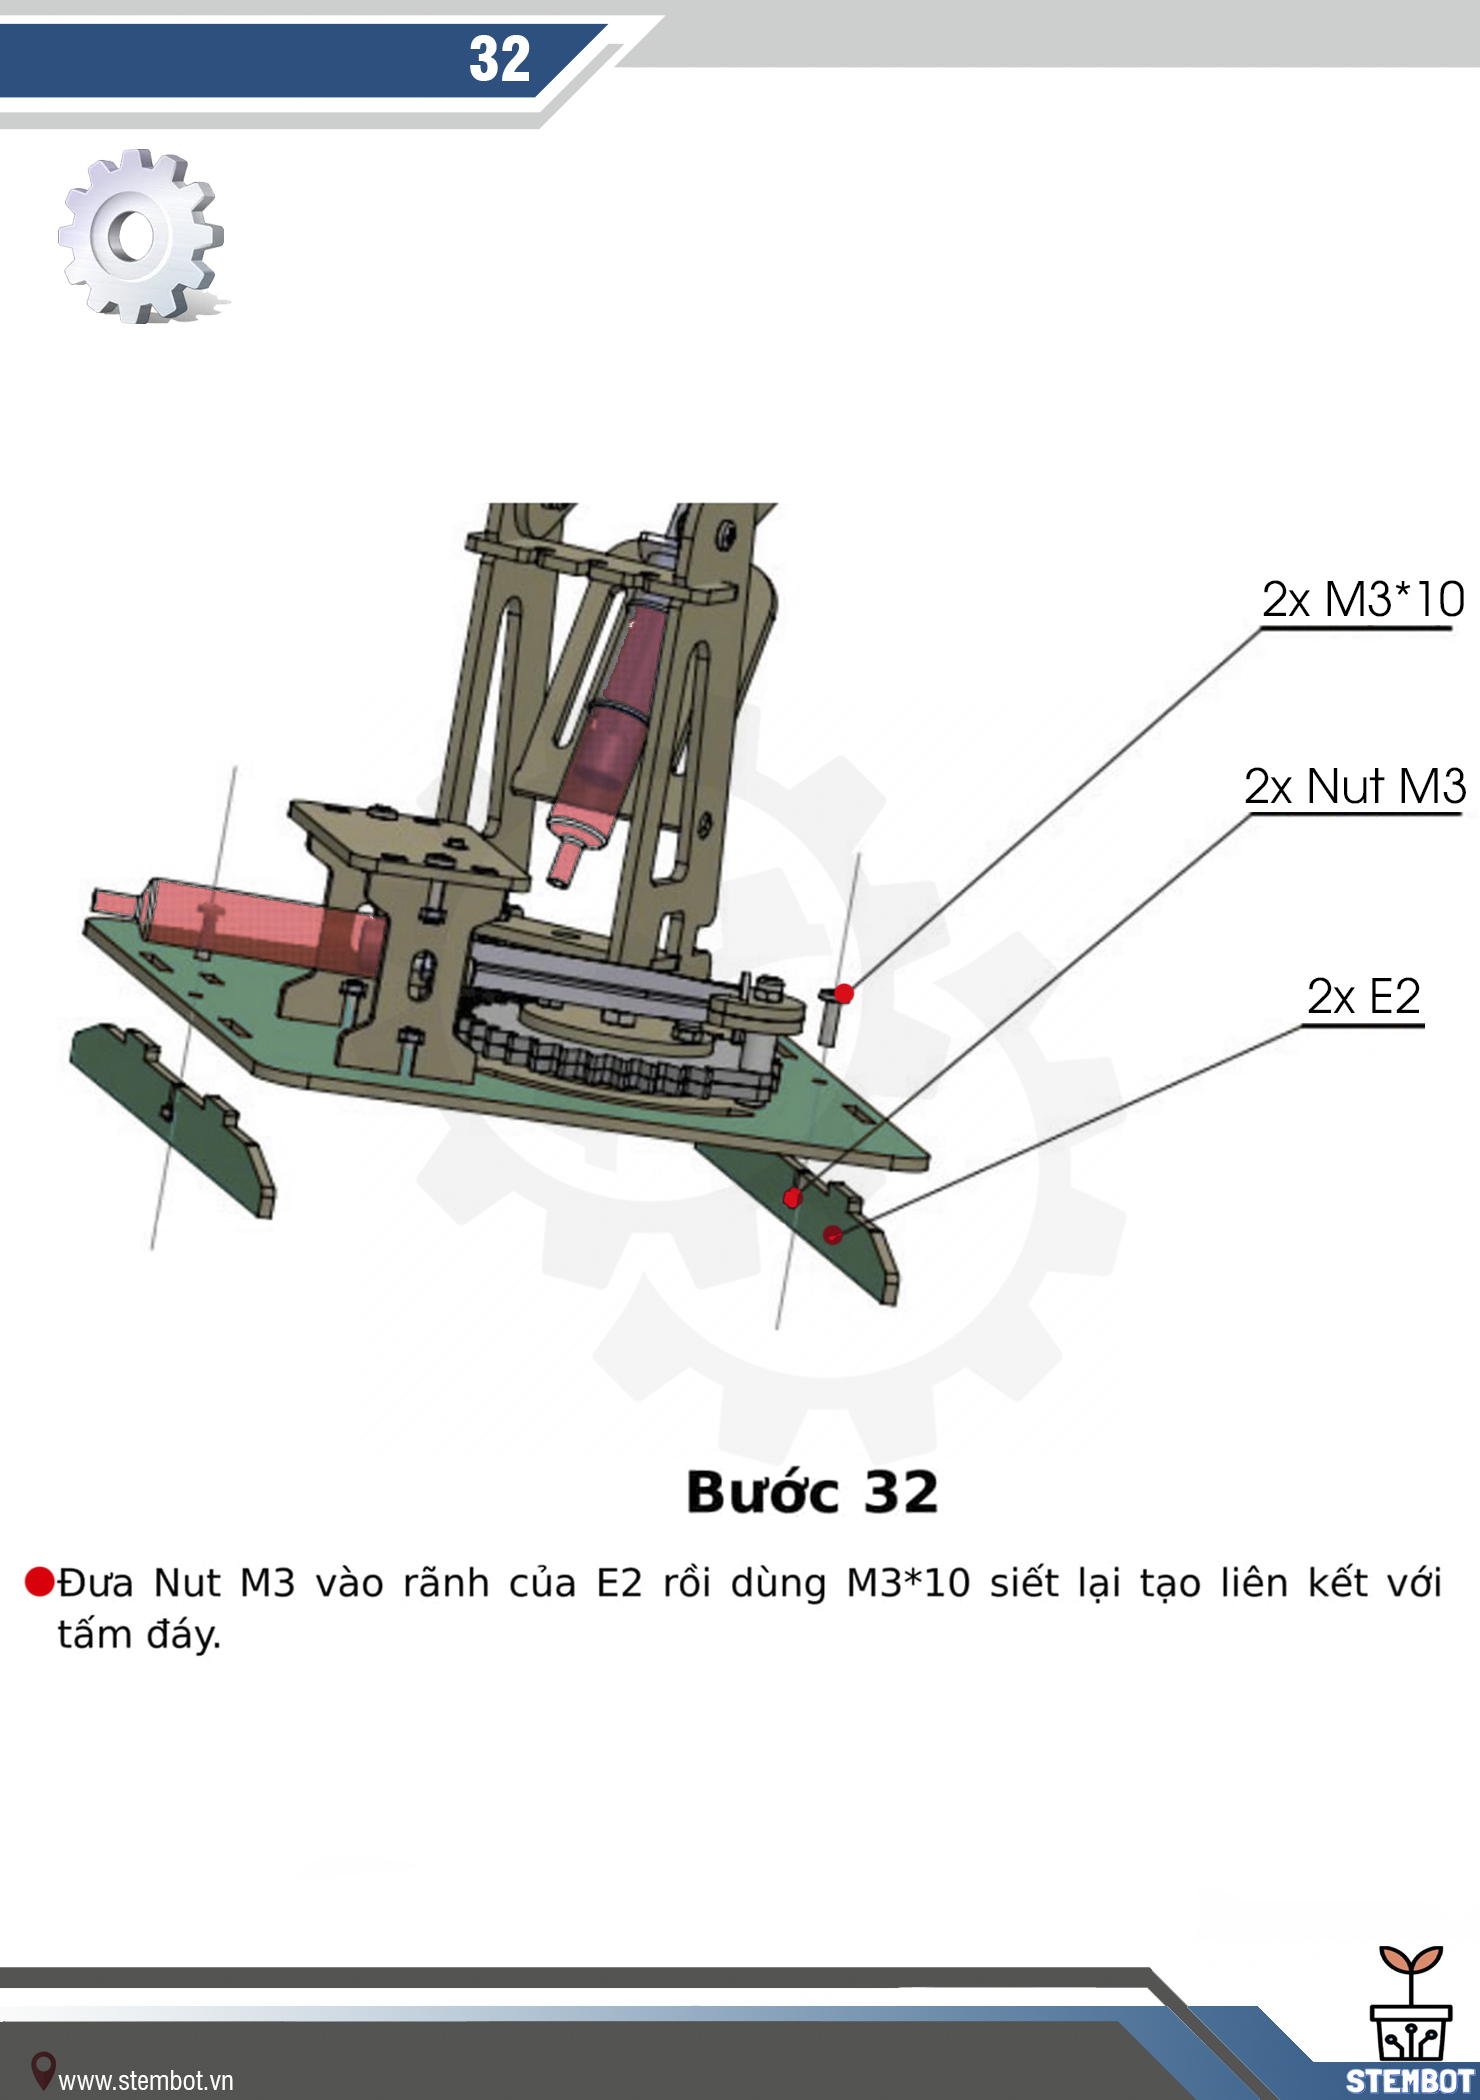 32
2x M3*10
2x Nut M3
2x E2
Bước 32
Đưa Nut M3 vào rãnh của E2 rồi dùng M3*10 siết lại tạo liên kết với
tấm đáy.
www.stembot.vn
STEMBOT